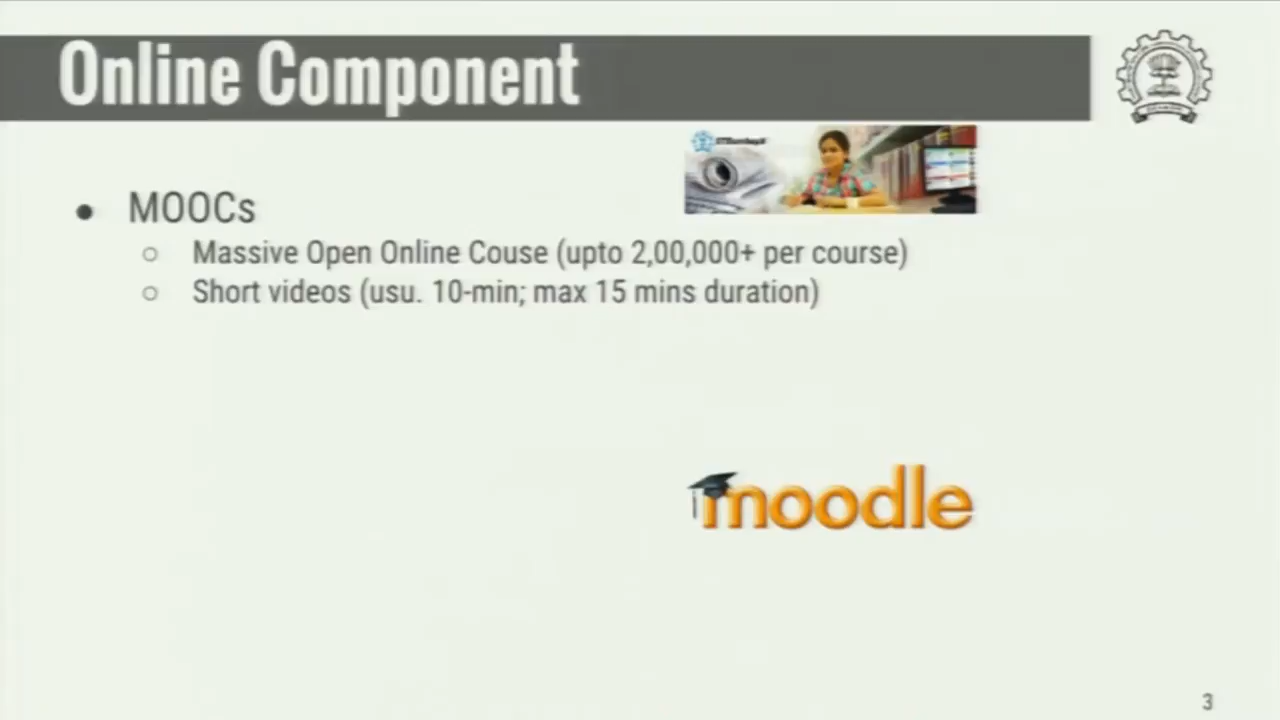 Online Component
MOOCs
Massive Open Online Couse (upto 2,00,000+ per course)
Short videos (usu. 10-min; max 15 mins duration)
moodle
3